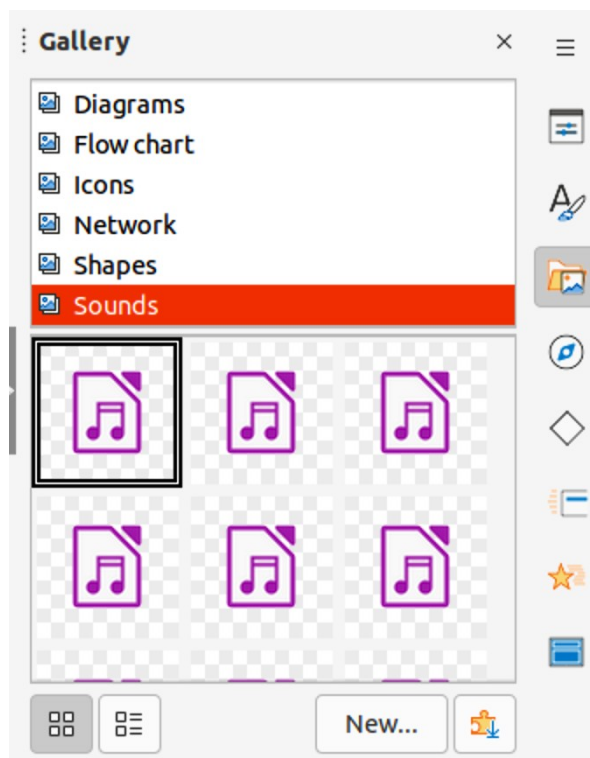 Gallery
Diagrams
Flow chart
Icons
Network
Shapes
Sounds
New...